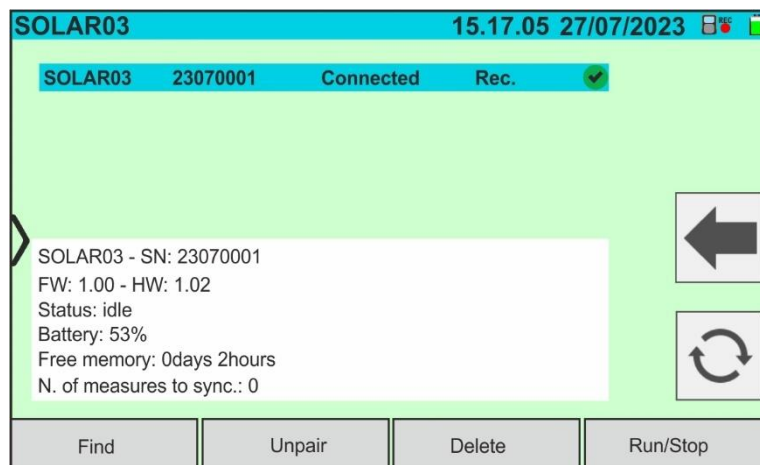 SOLAR03 15.17.05 27/07/2023 REC
SOLAR03 23070001 Connected Rec.
SOLAR03 - SN: 23070001
FW: 1.00 - HW: 1.02
Status: idle
Battery: 53%
Free memory: 0days 2hours
N. of measures to sync.: 0
Find Unpair Delete Run/Stop